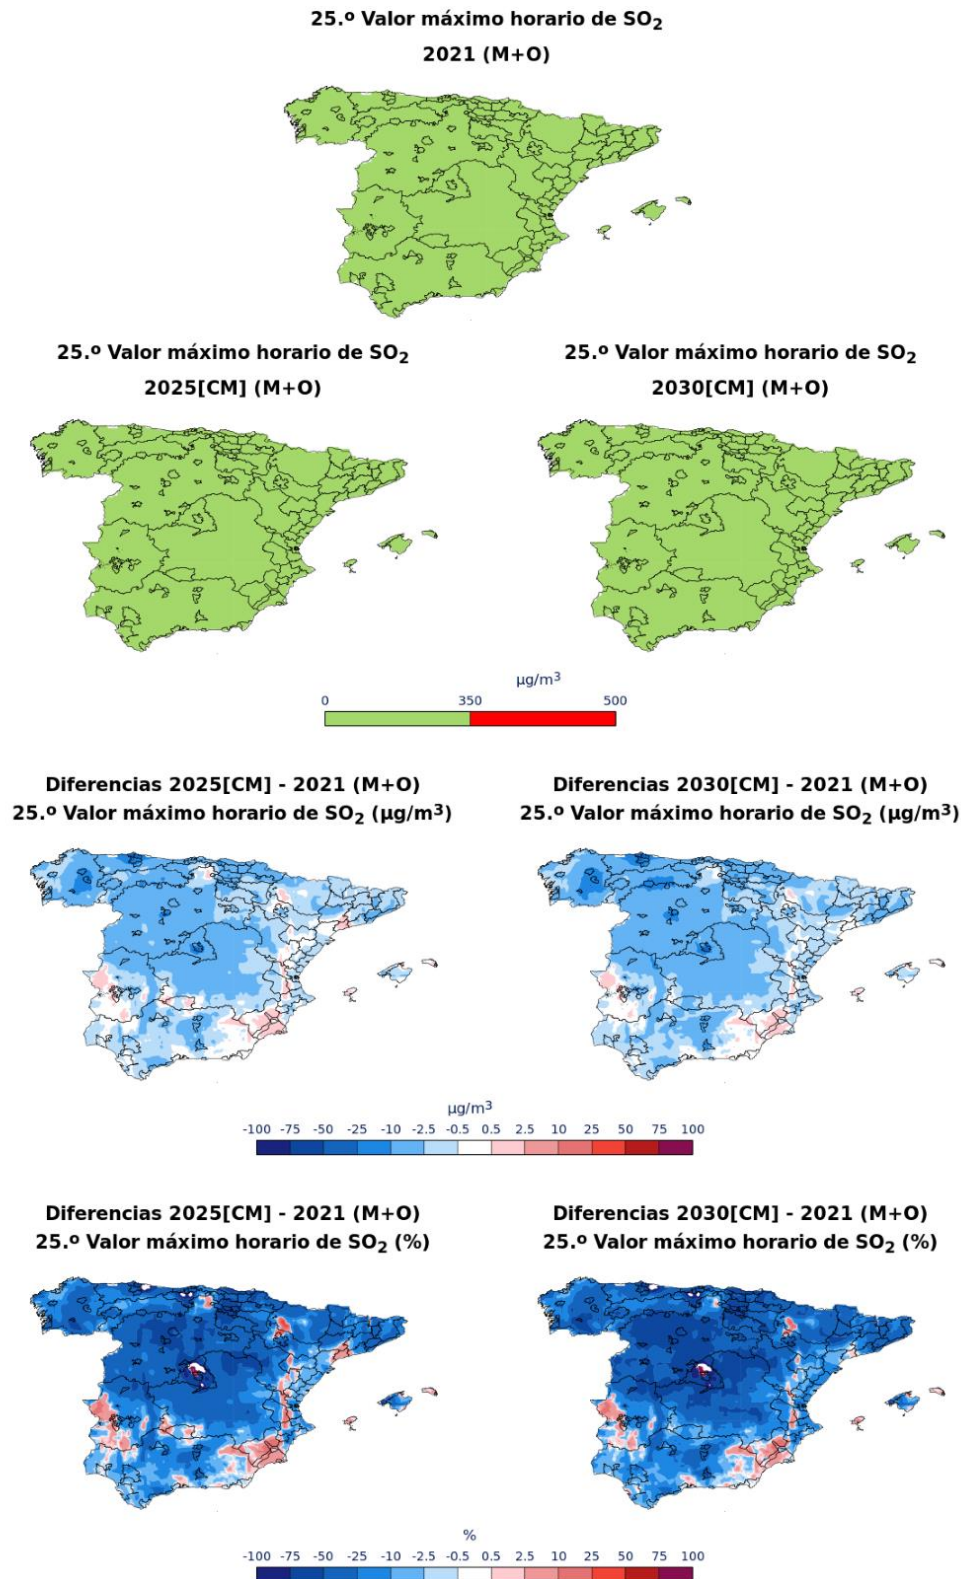 25.º Valor máximo horario de SO2
2021 (M+O)
25.º Valor máximo horario de SO2
2025[CM] (M+O)
25.º Valor máximo horario de SO2
2030[CM] (M+O)
µg/m3
0 350 500
Diferencias 2025[CM] - 2021 (M+O)
25.º Valor máximo horario de SO2 (µg/m3)
Diferencias 2030[CM] - 2021 (M+O)
25.º Valor máximo horario de SO2 (µg/m3)
µg/m3
-100 -75 -50 -25 -10 -2.5 -0.5 0.5 2.5 10 25 50 75 100
Diferencias 2025[CM] - 2021 (M+O)
25.º Valor máximo horario de SO2 (%)
Diferencias 2030[CM] - 2021 (M+O)
25.º Valor máximo horario de SO2 (%)
%
-100 -75 -50 -25 -10 -2.5 -0.5 0.5 2.5 10 25 50 75 100